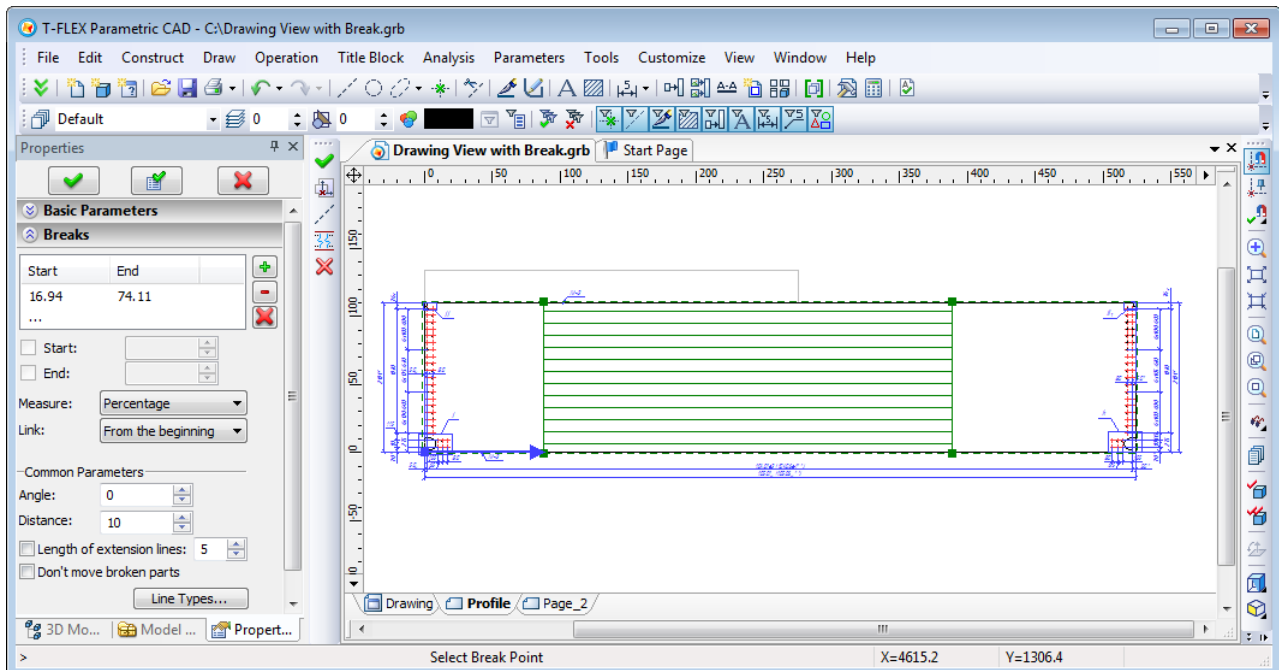 T-FLEX Parametric CAD - C:\Drawing View with Break.grb
File Edit Construct Draw Operation Title Block Analysis Parameters Tools Customize View Window Help
Default 0 0
Properties
Drawing View with Break.grb Start Page
0 50 100 150 200 250 300 350 400 450 500 550
150
100
50
0
-50
Basic Parameters
Breaks
Start End
16.94 74.11
...
Start:
End:
Measure: Percentage
Link: From the beginning
Common Parameters
Angle: 0
Distance: 10
Length of extension lines: 5
Don't move broken parts
Line Types...
Drawing Profile Page_2
3D Mo... Model ... Propert...
> Select Break Point X=4615.2 Y=1306.4